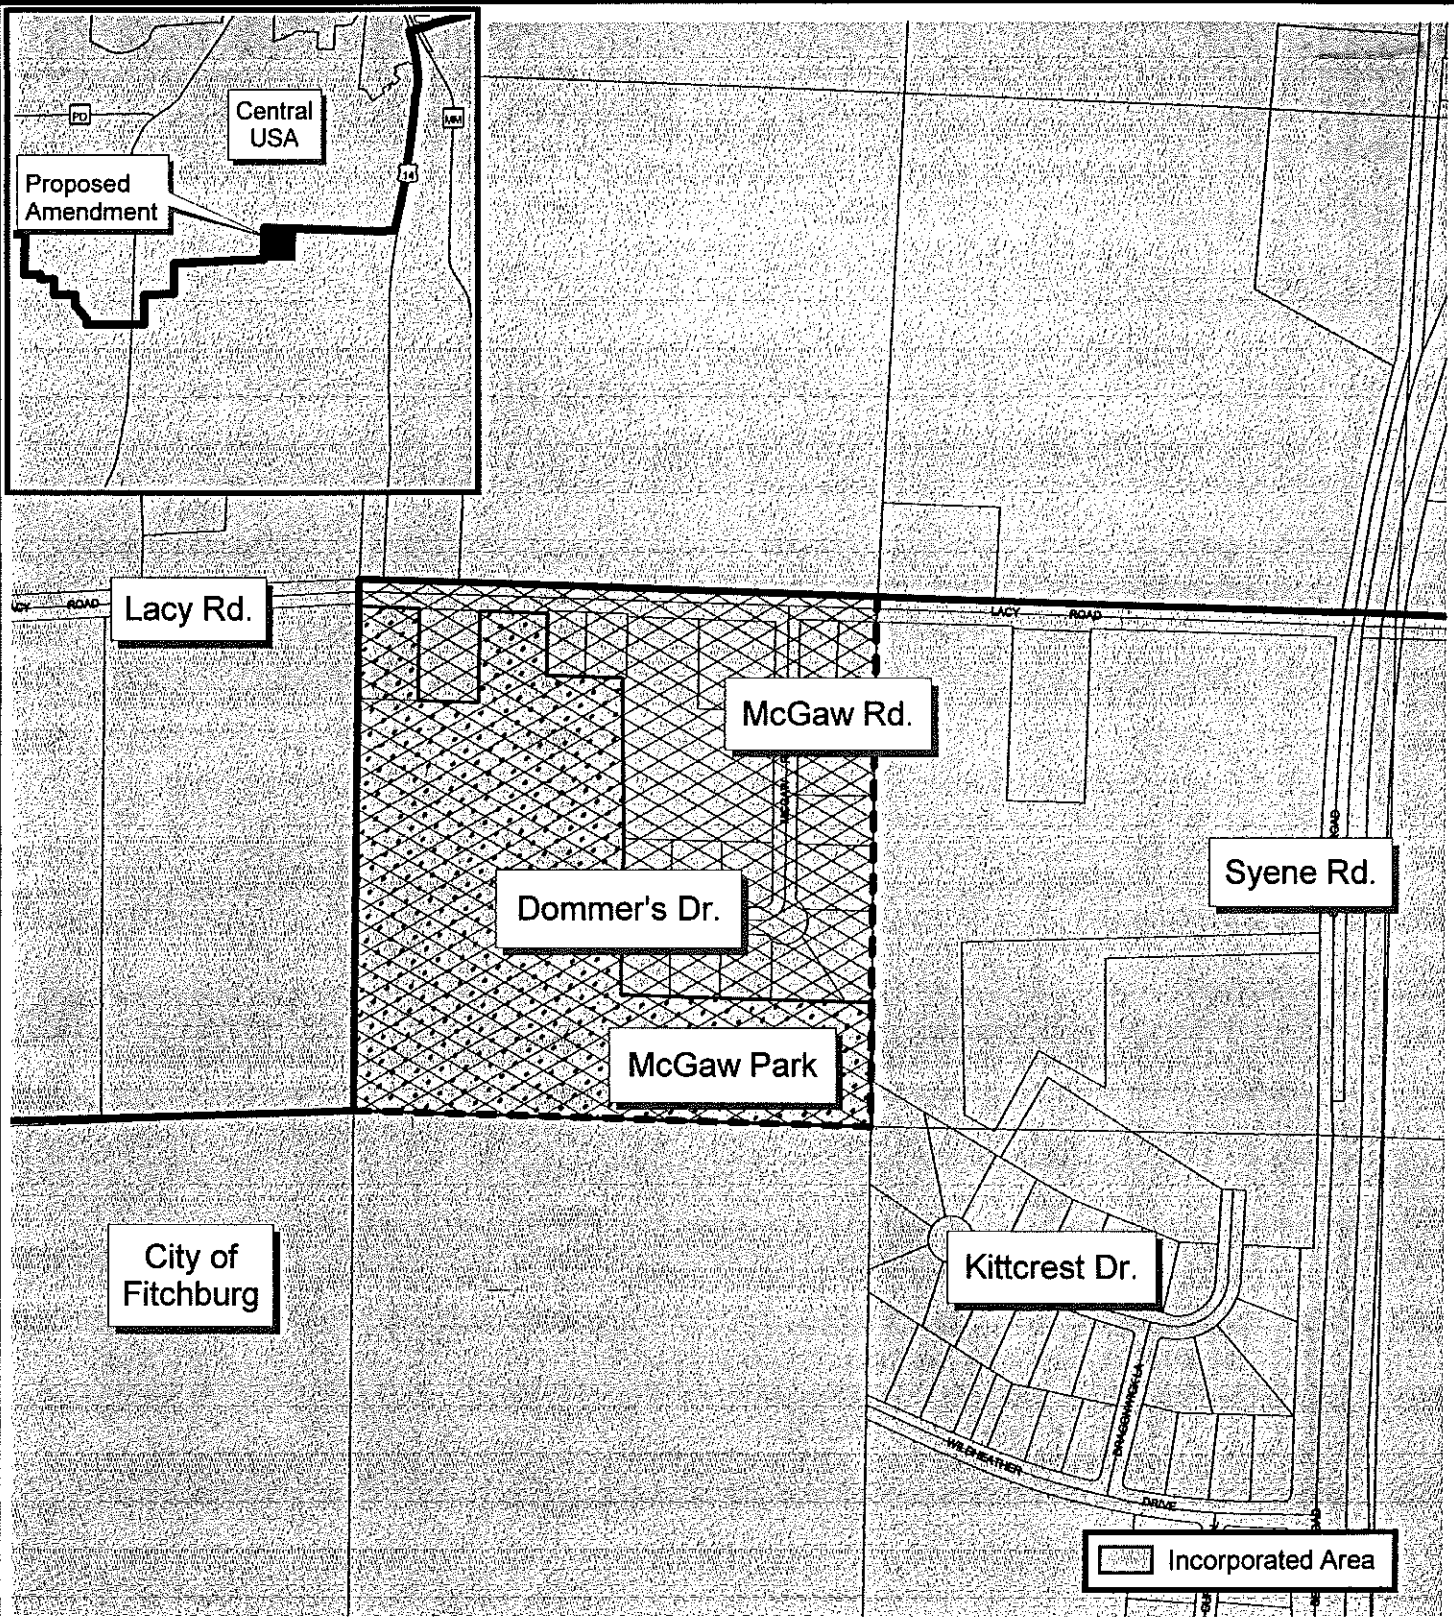 Central
USA
PD
MM
14
Proposed
Amendment
ROAD
Lacy Rd.
LACY ROAD
McGaw Rd.
Dommer's Dr.
Syene Rd.
McGaw Park
City of
Fitchburg
Kittcrest Dr.
WILDHEATHER
DRIVE
Incorporated Area